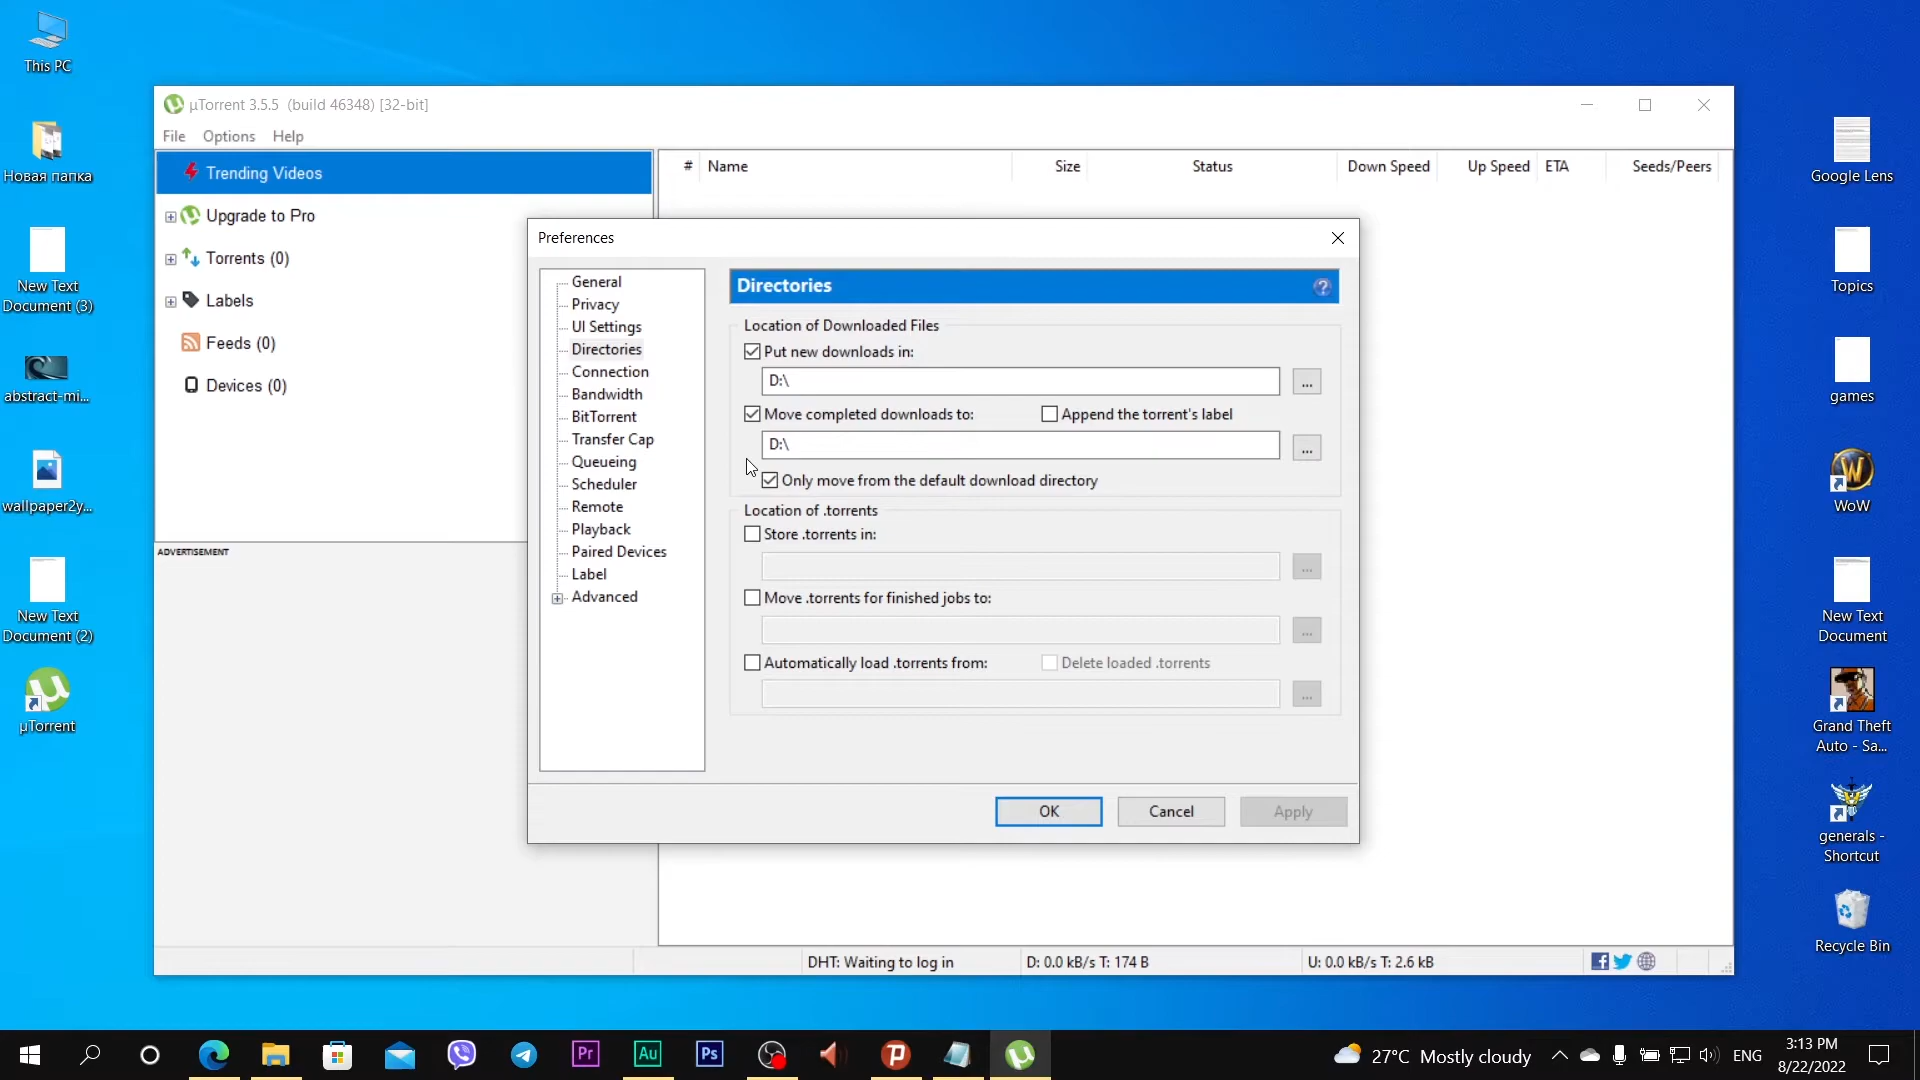 This PC
Новая папка
New Text
Document (3)
abstract-mi...
wallpaper2y...
New Text
Document (2)
µTorrent
µTorrent 3.5.5 (build 46348) [32-bit]
File Options Help
Trending Videos
Upgrade to Pro
Torrents (0)
Labels
Feeds (0)
Devices (0)
ADVERTISEMENT
# Name Size Status Down Speed Up Speed ETA Seeds/Peers
Preferences
General
Privacy
UI Settings
Directories
Connection
Bandwidth
BitTorrent
Transfer Cap
Queueing
Scheduler
Remote
Playback
Paired Devices
Label
Advanced
Directories
Location of Downloaded Files
Put new downloads in:
D:\
...
Move completed downloads to: Append the torrent's label
D:\
...
Only move from the default download directory
Location of .torrents
Store .torrents in:
...
Move .torrents for finished jobs to:
...
Automatically load .torrents from: Delete loaded .torrents
...
OK Cancel Apply
DHT: Waiting to log in D: 0.0 kB/s T: 174 B U: 0.0 kB/s T: 2.6 kB
Google Lens
Topics
games
WoW
New Text
Document
Grand Theft
Auto - Sa...
generals -
Shortcut
Recycle Bin
Pr Au Ps
27°C Mostly cloudy
ENG
3:13 PM
8/22/2022